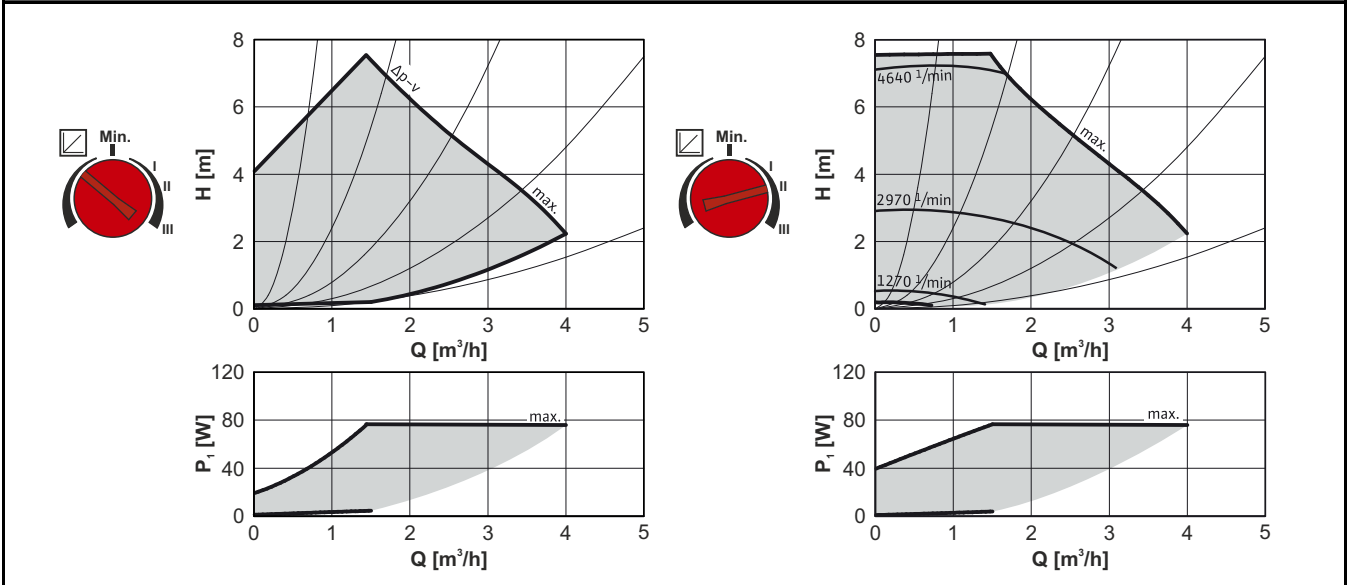 Min.
I
II
III
H [m]
8
6
4
2
0
Δp-v
max.
0 1 2 3 4 5
Q [m³/h]
P₁ [W]
120
80
40
0
max.
0 1 2 3 4 5
Q [m³/h]
Min.
I
II
III
H [m]
8
6
4
2
0
4640 1/min
max.
2970 1/min
1270 1/min
0 1 2 3 4 5
Q [m³/h]
P₁ [W]
120
80
40
0
max.
0 1 2 3 4 5
Q [m³/h]